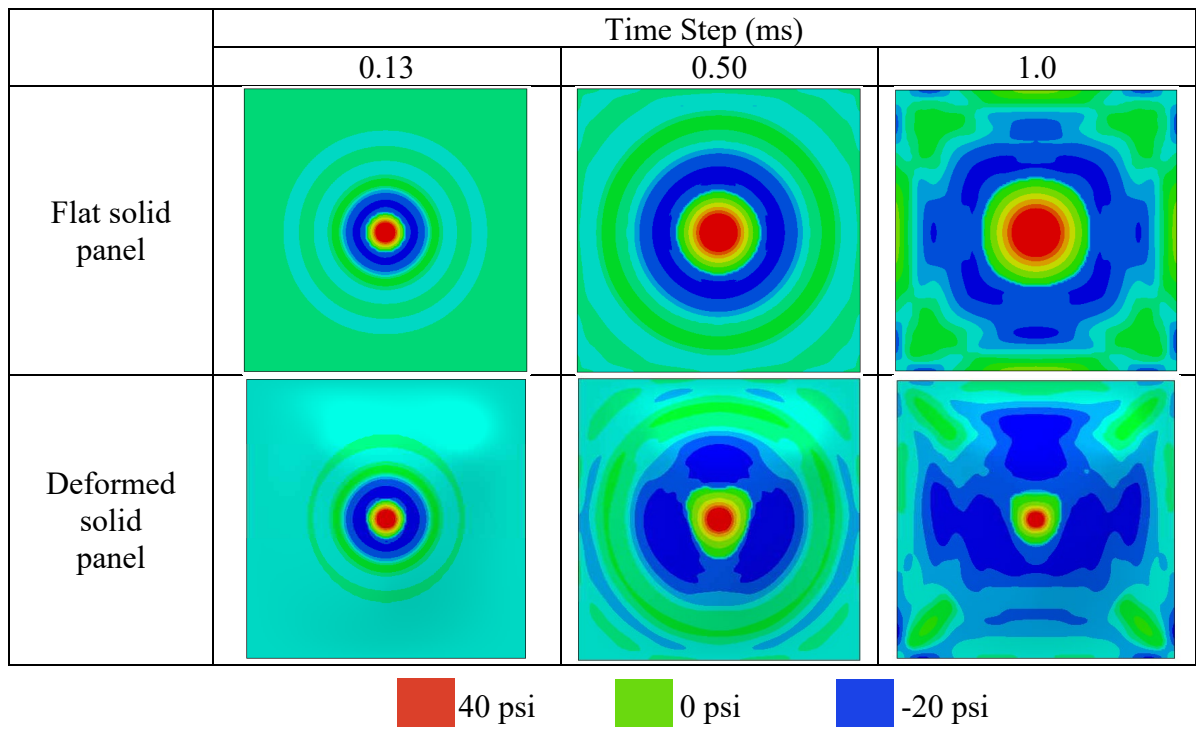 Time Step (ms)
0.13
0.50
1.0
Flat solid
panel
Deformed
solid
panel
40 psi
0 psi
-20 psi